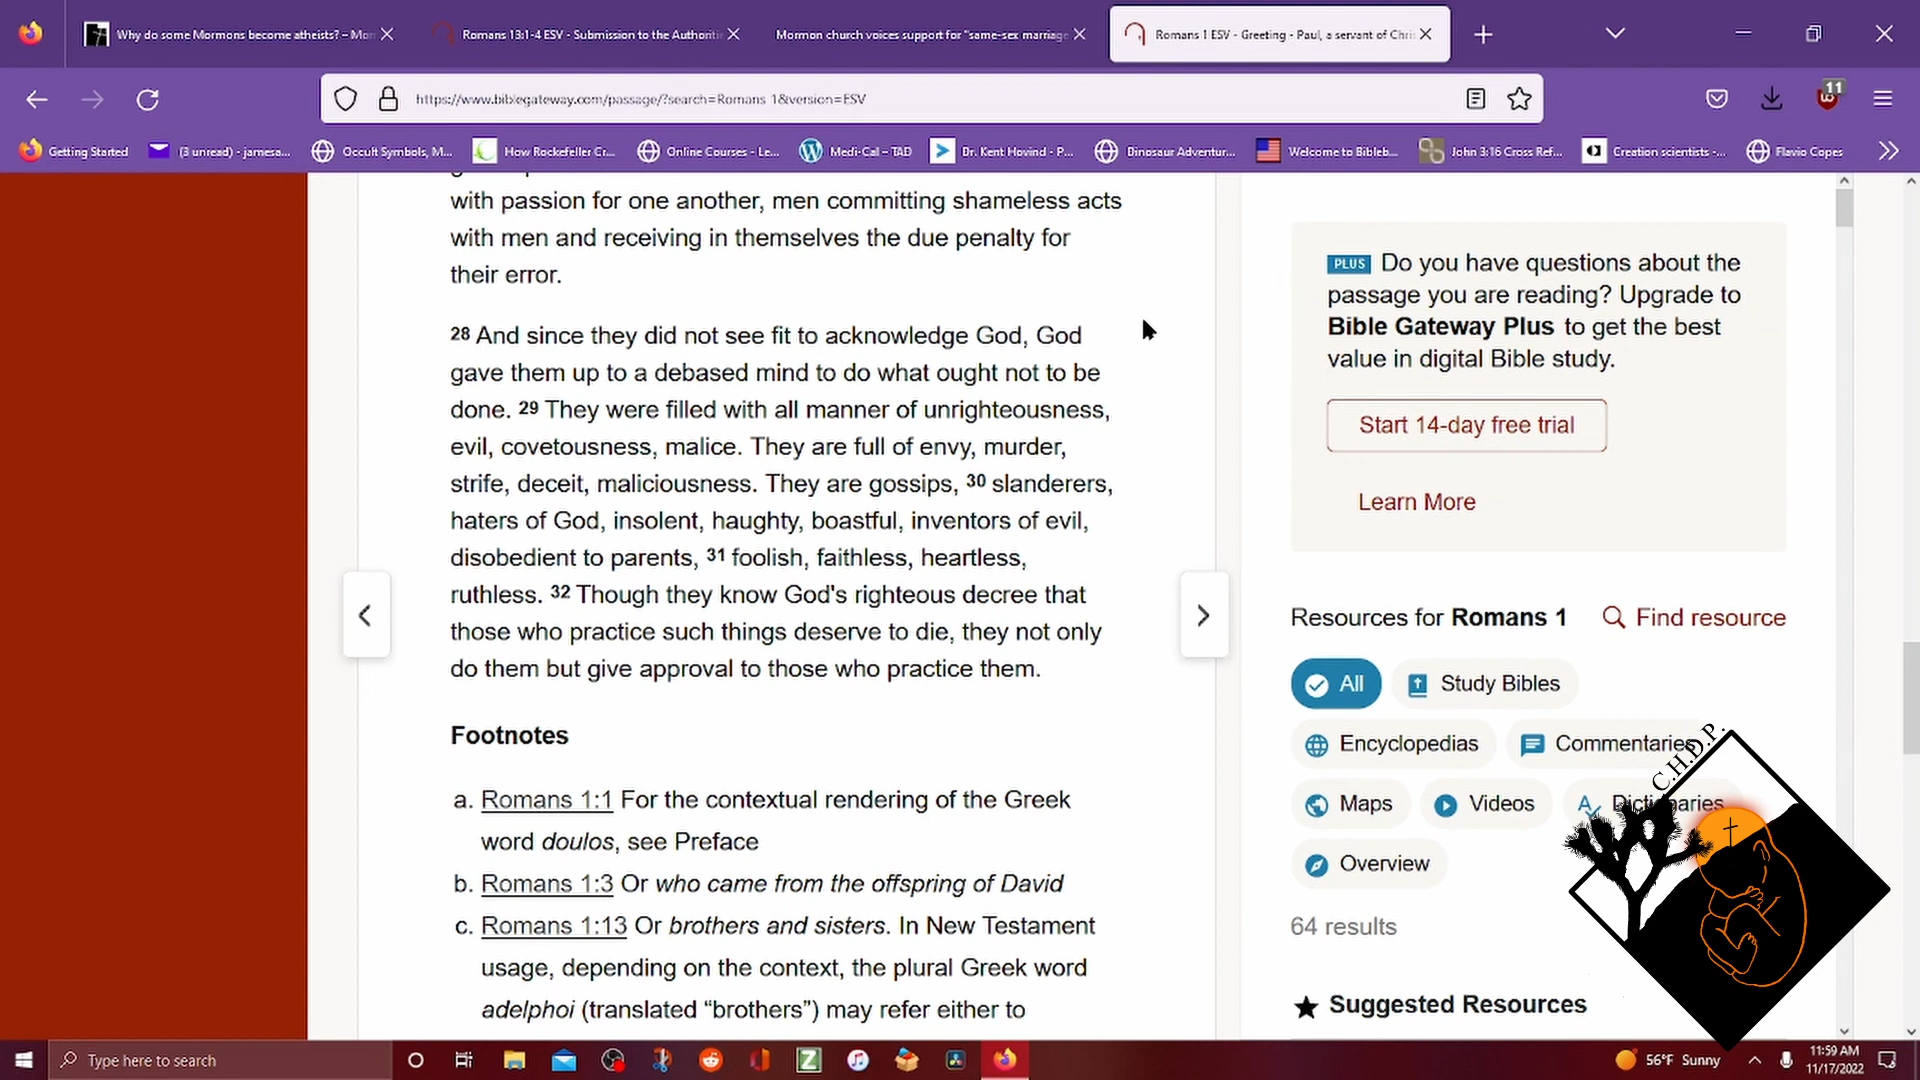 Why do some Mormons become atheists? – Mor
Romans 13:1-4 ESV - Submission to the Authoriti
Mormon church voices support for "same-sex marriage
Romans 1 ESV - Greeting - Paul, a servant of Chris
https://www.biblegateway.com/passage/?search=Romans 1&version=ESV
11
Getting Started
(3 unread) - jamesa...
Occult Symbols, M...
How Rockefeller Cr...
Online Courses - Le...
Medi-Cal – TAD
Dr. Kent Hovind - P...
Dinosaur Adventur...
Welcome to Bibleb...
John 3:16 Cross Ref...
Creation scientists -...
Flavio Copes
with passion for one another, men committing shameless acts
with men and receiving in themselves the due penalty for
their error.
28 And since they did not see fit to acknowledge God, God
gave them up to a debased mind to do what ought not to be
done. 29 They were filled with all manner of unrighteousness,
evil, covetousness, malice. They are full of envy, murder,
strife, deceit, maliciousness. They are gossips, 30 slanderers,
haters of God, insolent, haughty, boastful, inventors of evil,
disobedient to parents, 31 foolish, faithless, heartless,
ruthless. 32 Though they know God's righteous decree that
those who practice such things deserve to die, they not only
do them but give approval to those who practice them.
Footnotes
a. Romans 1:1 For the contextual rendering of the Greek
word doulos, see Preface
b. Romans 1:3 Or who came from the offspring of David
c. Romans 1:13 Or brothers and sisters. In New Testament
usage, depending on the context, the plural Greek word
adelphoi (translated “brothers”) may refer either to
PLUS Do you have questions about the
passage you are reading? Upgrade to
Bible Gateway Plus to get the best
value in digital Bible study.
Start 14-day free trial
Learn More
Resources for Romans 1
Find resource
All
Study Bibles
Encyclopedias
Commentaries
Maps
Videos
Dictionaries
Overview
64 results
Suggested Resources
C.H.D.P.
Type here to search
56°F Sunny
11:59 AM
11/17/2022